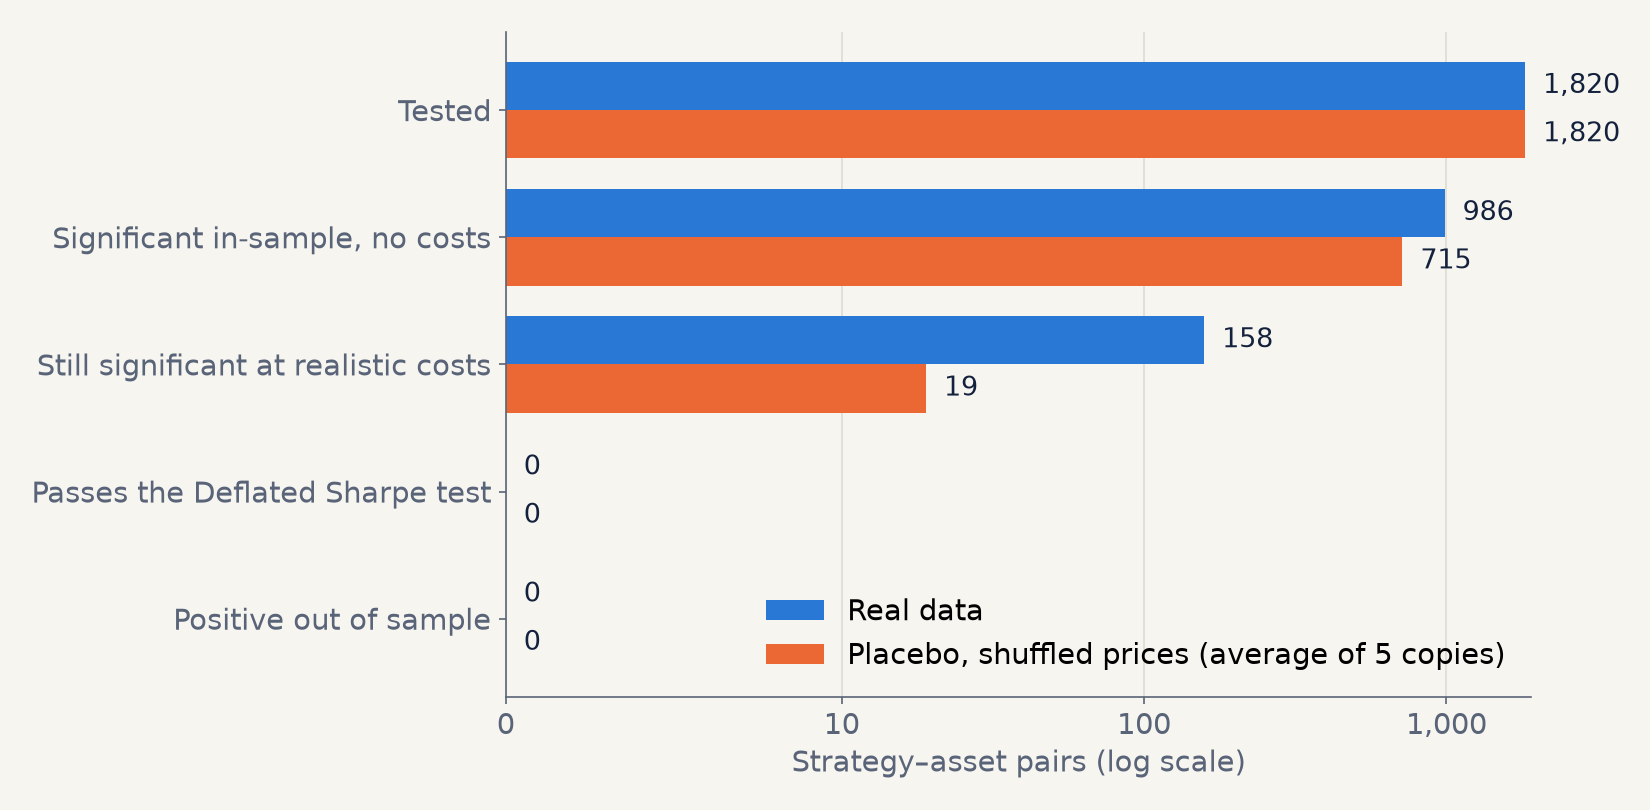 Tested
1,820
1,820
Significant in-sample, no costs
986
715
Still significant at realistic costs
158
19
Passes the Deflated Sharpe test
0
0
Positive out of sample
0
0
Real data
Placebo, shuffled prices (average of 5 copies)
0 10 100 1,000
Strategy–asset pairs (log scale)